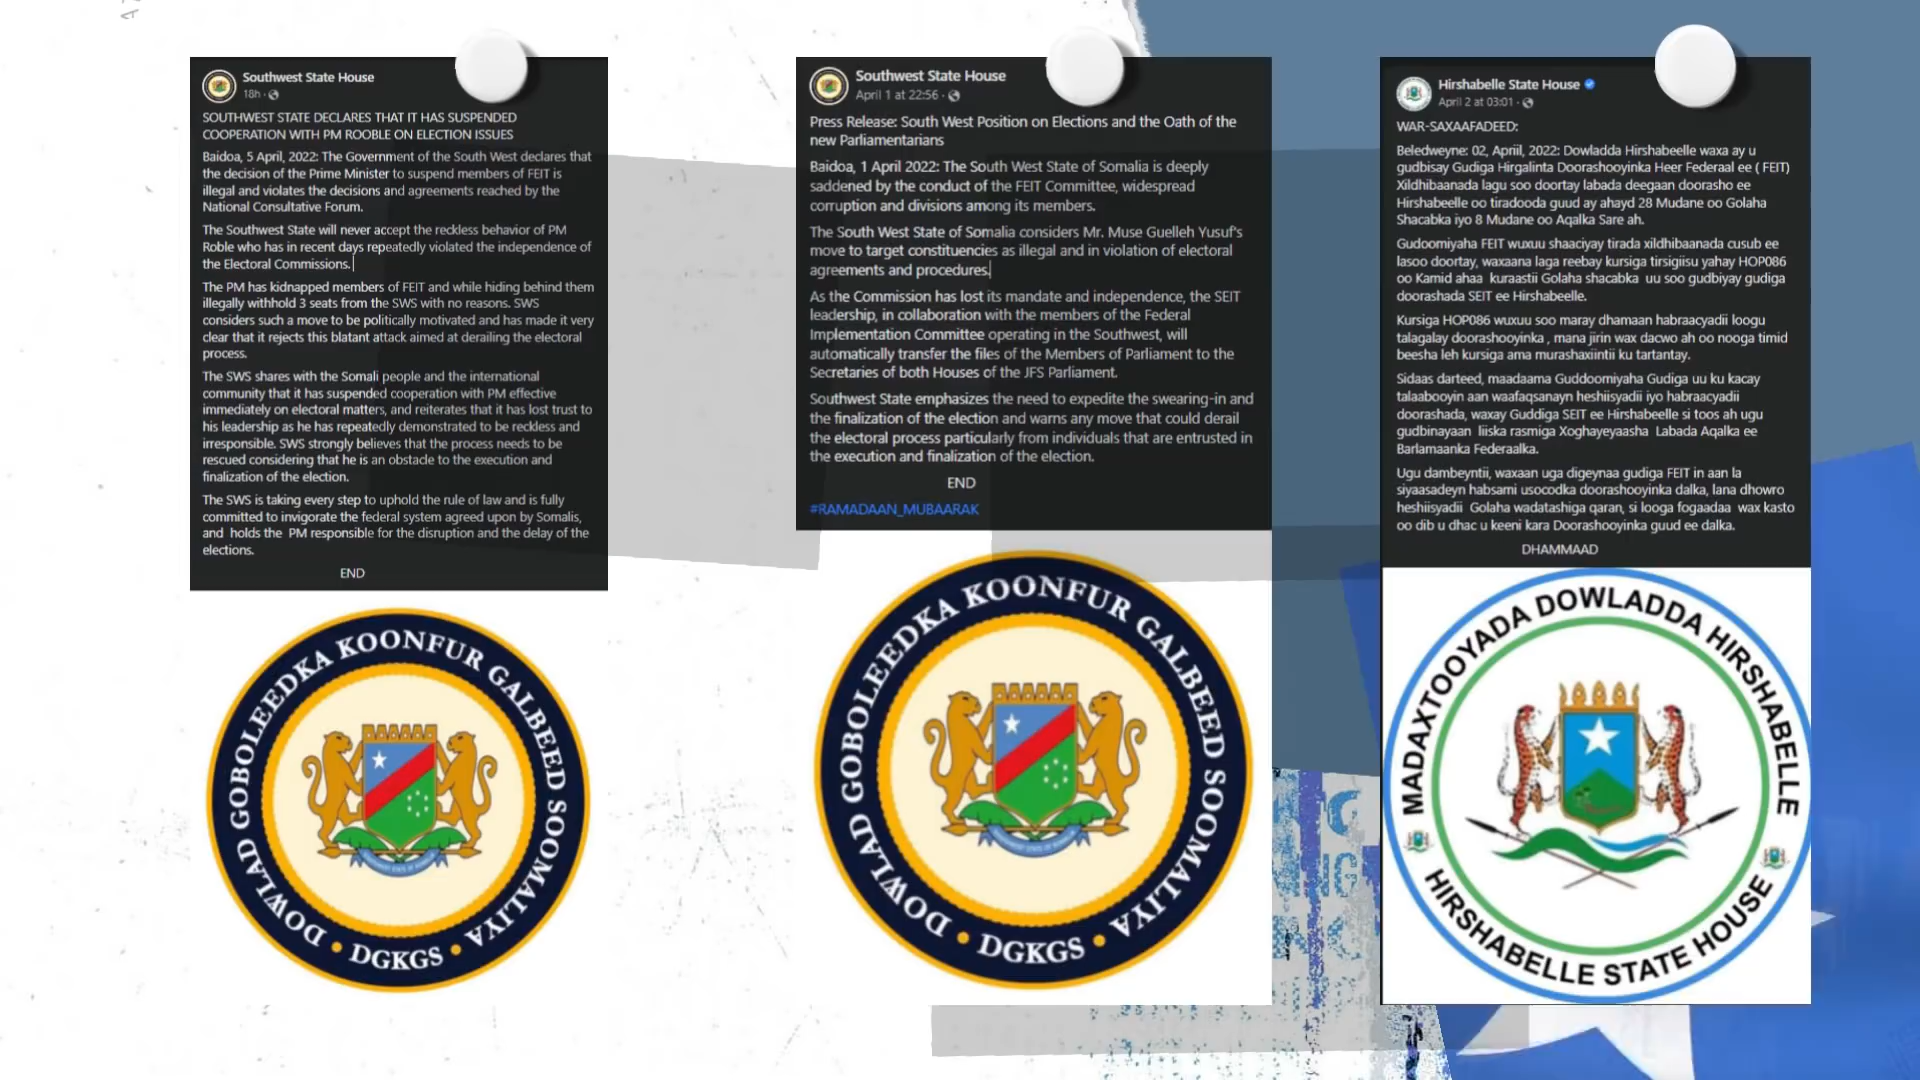 Southwest State House
18h
SOUTHWEST STATE DECLARES THAT IT HAS SUSPENDED
COOPERATION WITH PM ROOBLE ON ELECTION ISSUES
Baidoa, 5 April, 2022: The Government of the South West declares that
the decision of the Prime Minister to suspend members of FEIT is
illegal and violates the decisions and agreements reached by the
National Consultative Forum.
The Southwest State will never accept the reckless behavior of PM
Roble who has in recent days repeatedly violated the independence of
the Electoral Commissions.
The PM has kidnapped members of FEIT and while hiding behind them
illegally withhold 3 seats from the SWS with no reasons. SWS
considers such a move to be politically motivated and has made it very
clear that it rejects this blatant attack aimed at derailing the electoral
process.
The SWS shares with the Somali people and the international
community that it has suspended cooperation with PM effective
immediately on electoral matters, and reiterates that it has lost trust to
his leadership as he has repeatedly demonstrated to be reckless and
irresponsible. SWS strongly believes that the process needs to be
rescued considering that he is an obstacle to the execution and
finalization of the election.
The SWS is taking every step to uphold the rule of law and is fully
committed to invigorate the federal system agreed upon by Somalis,
and holds the PM responsible for the disruption and the delay of the
elections.
END
DOWLAD GOBOLEEDKA KOONFUR GALBEED SOOMALIYA
DGKGS
Southwest State House
April 1 at 22:56
Press Release: South West Position on Elections and the Oath of the
new Parliamentarians
Baidoa, 1 April 2022: The South West State of Somalia is deeply
saddened by the conduct of the FEIT Committee, widespread
corruption and divisions among its members.
The South West State of Somalia considers Mr. Muse Guelleh Yusuf's
move to target constituencies as illegal and in violation of electoral
agreements and procedures.
As the Commission has lost its mandate and independence, the SEIT
leadership, in collaboration with the members of the Federal
Implementation Committee operating in the Southwest, will
automatically transfer the files of the Members of Parliament to the
Secretaries of both Houses of the JFS Parliament.
Southwest State emphasizes the need to expedite the swearing-in and
the finalization of the election and warns any move that could derail
the electoral process particularly from individuals that are entrusted in
the execution and finalization of the election.
END
#RAMADAAN_MUBAARAK
DOWLAD GOBOLEEDKA KOONFUR GALBEED SOOMALIYA
DGKGS
Hirshabelle State House
April 2 at 03:01
WAR-SAXAAFADEED:
Beledweyne: 02, Apriil, 2022: Dowladda Hirshabeelle waxa ay u
gudbisay Gudiga Hirgalinta Doorashooyinka Heer Federaal ee ( FEIT)
Xildhibaanada lagu soo doortay labada deegaan doorasho ee
Hirshabeelle oo tiradooda guud ay ahayd 28 Mudane oo Golaha
Shacabka iyo 8 Mudane oo Aqalka Sare ah.
Gudoomiyaha FEIT wuxuu shaaciyay tirada xildhibaanada cusub ee
lasoo doortay, waxaana laga reebay kursiga tirsigiisu yahay HOP086
oo Kamid ahaa kuraastii Golaha shacabka uu soo gudbiyay gudiga
doorashada SEIT ee Hirshabeelle.
Kursiga HOP086 wuxuu soo maray dhamaan habraacyadii loogu
talagalay doorashooyinka , mana jirin wax dacwo ah oo nooga timid
beesha leh kursiga ama murashaxiintii ku tartantay.
Sidaas darteed, maadaama Guddoomiyaha Gudiga uu ku kacay
talaabooyin aan waafaqsanayn heshiisyadii iyo habraacyadii
doorashada, waxay Guddiga SEIT ee Hirshabeelle si toos ah ugu
gudbinayaan liiska rasmiga Xoghayeyaasha Labada Aqalka ee
Barlamaanka Federaalka.
Ugu dambeyntii, waxaan uga digeynaa gudiga FEIT in aan la
siyaasadeyn habsami usocodka doorashooyinka dalka, lana dhowro
heshiisyadii Golaha wadatashiga qaran, si looga fogaadaa wax kasto
oo dib u dhac u keeni kara Doorashooyinka guud ee dalka.
DHAMMAAD
MADAXTOOYADA DOWLADDA HIRSHABELLE
HIRSHABELLE STATE HOUSE